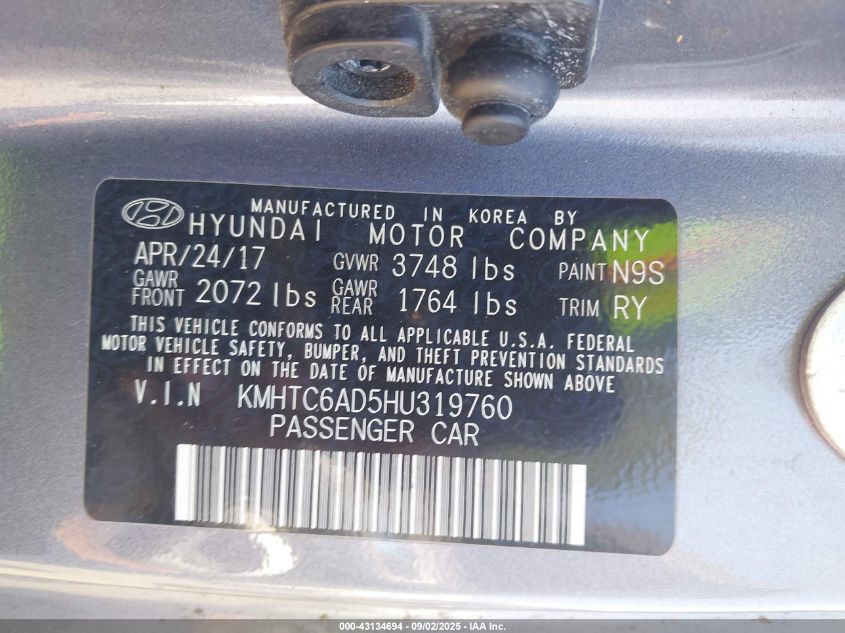 MANUFACTURED IN KOREA BY
HYUNDAI MOTOR COMPANY
APR/24/17 GVWR 3748 lbs PAINT N9S
GAWR FRONT 2072 lbs GAWR REAR 1764 lbs TRIM RY
THIS VEHICLE CONFORMS TO ALL APPLICABLE U.S.A. FEDERAL
MOTOR VEHICLE SAFETY, BUMPER, AND THEFT PREVENTION STANDARDS
IN EFFECT ON THE DATE OF MANUFACTURE SHOWN ABOVE
V.I.N KMHTC6AD5HU319760
PASSENGER CAR
000-43134694 - 09/02/2025 - IAA Inc.